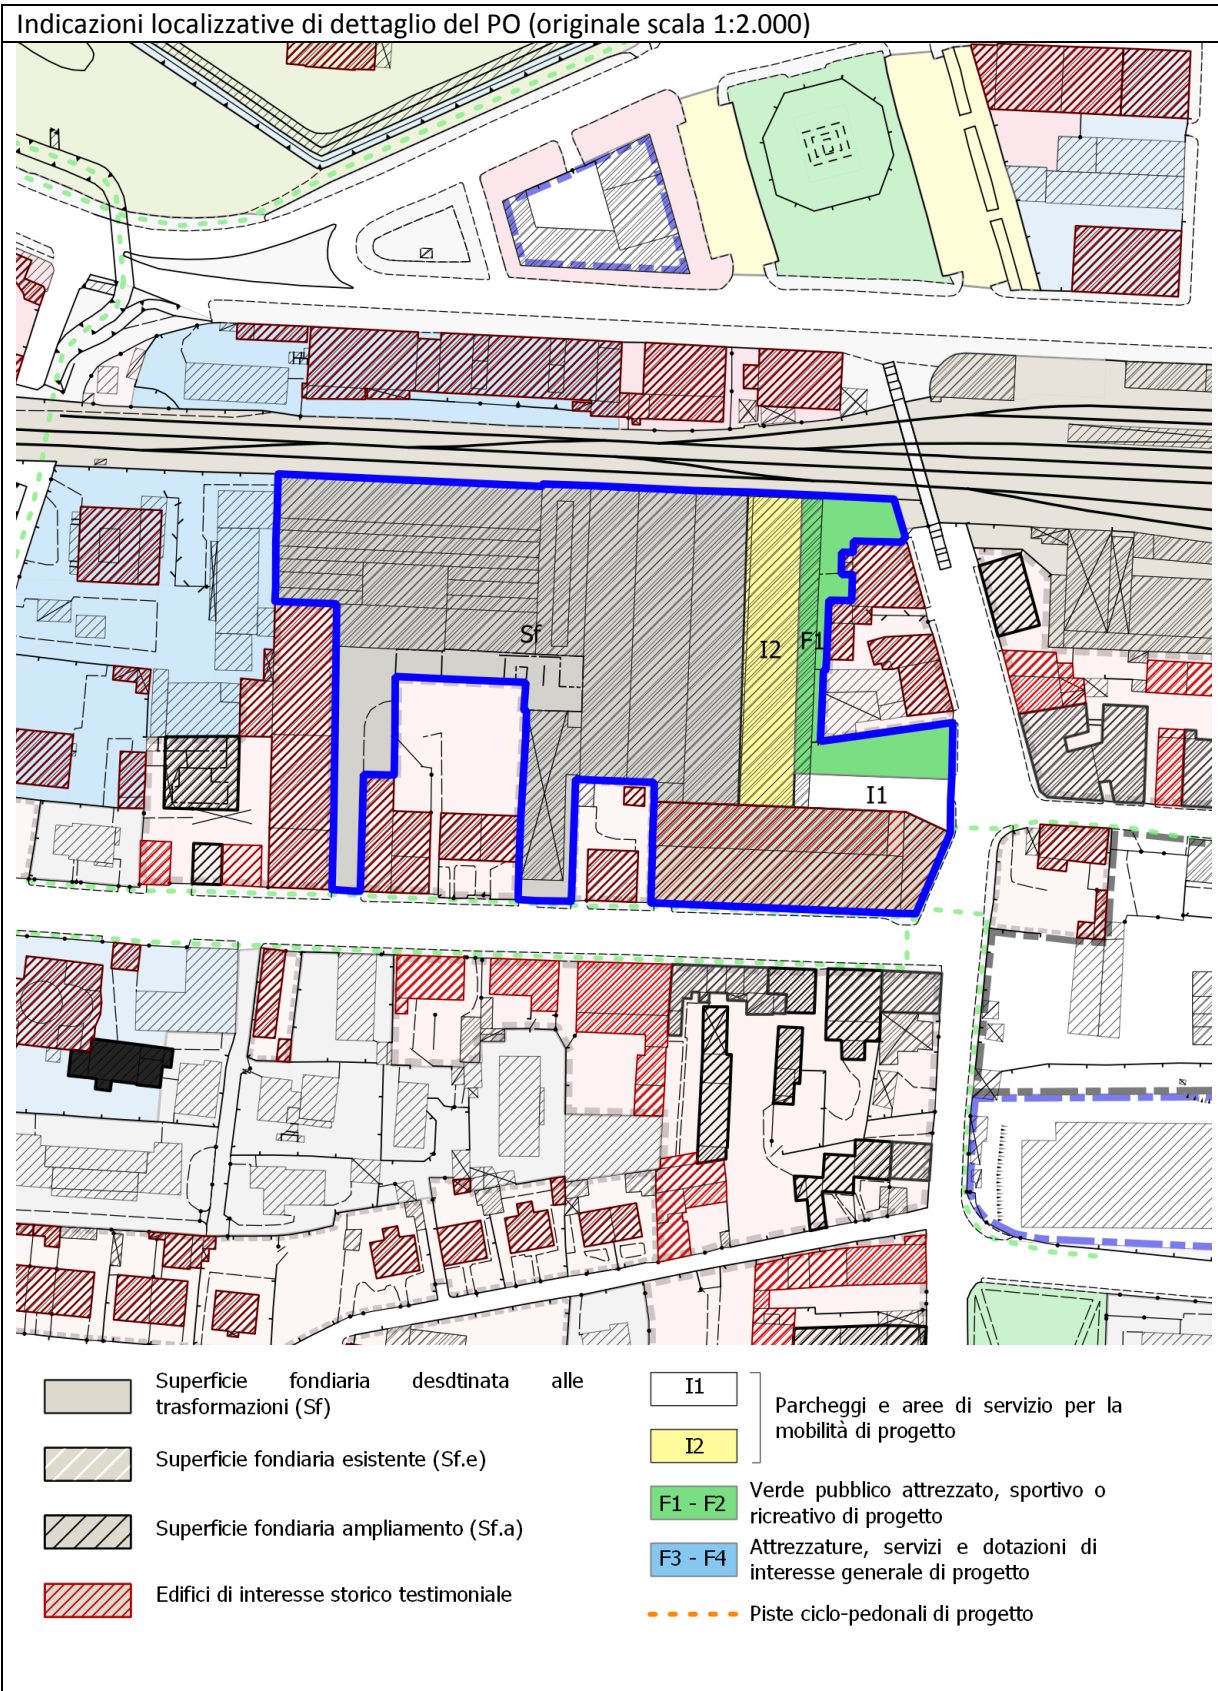 Indicazioni localizzative di dettaglio del PO (originale scala 1:2.000)
Sf
I2
F1
I1
Superficie fondiaria desdtinata alle
trasformazioni (Sf)
Superficie fondiaria esistente (Sf.e)
Superficie fondiaria ampliamento (Sf.a)
Edifici di interesse storico testimoniale
I1
I2
Parcheggi e aree di servizio per la
mobilità di progetto
F1 - F2
Verde pubblico attrezzato, sportivo o
ricreativo di progetto
F3 - F4
Attrezzature, servizi e dotazioni di
interesse generale di progetto
Piste ciclo-pedonali di progetto